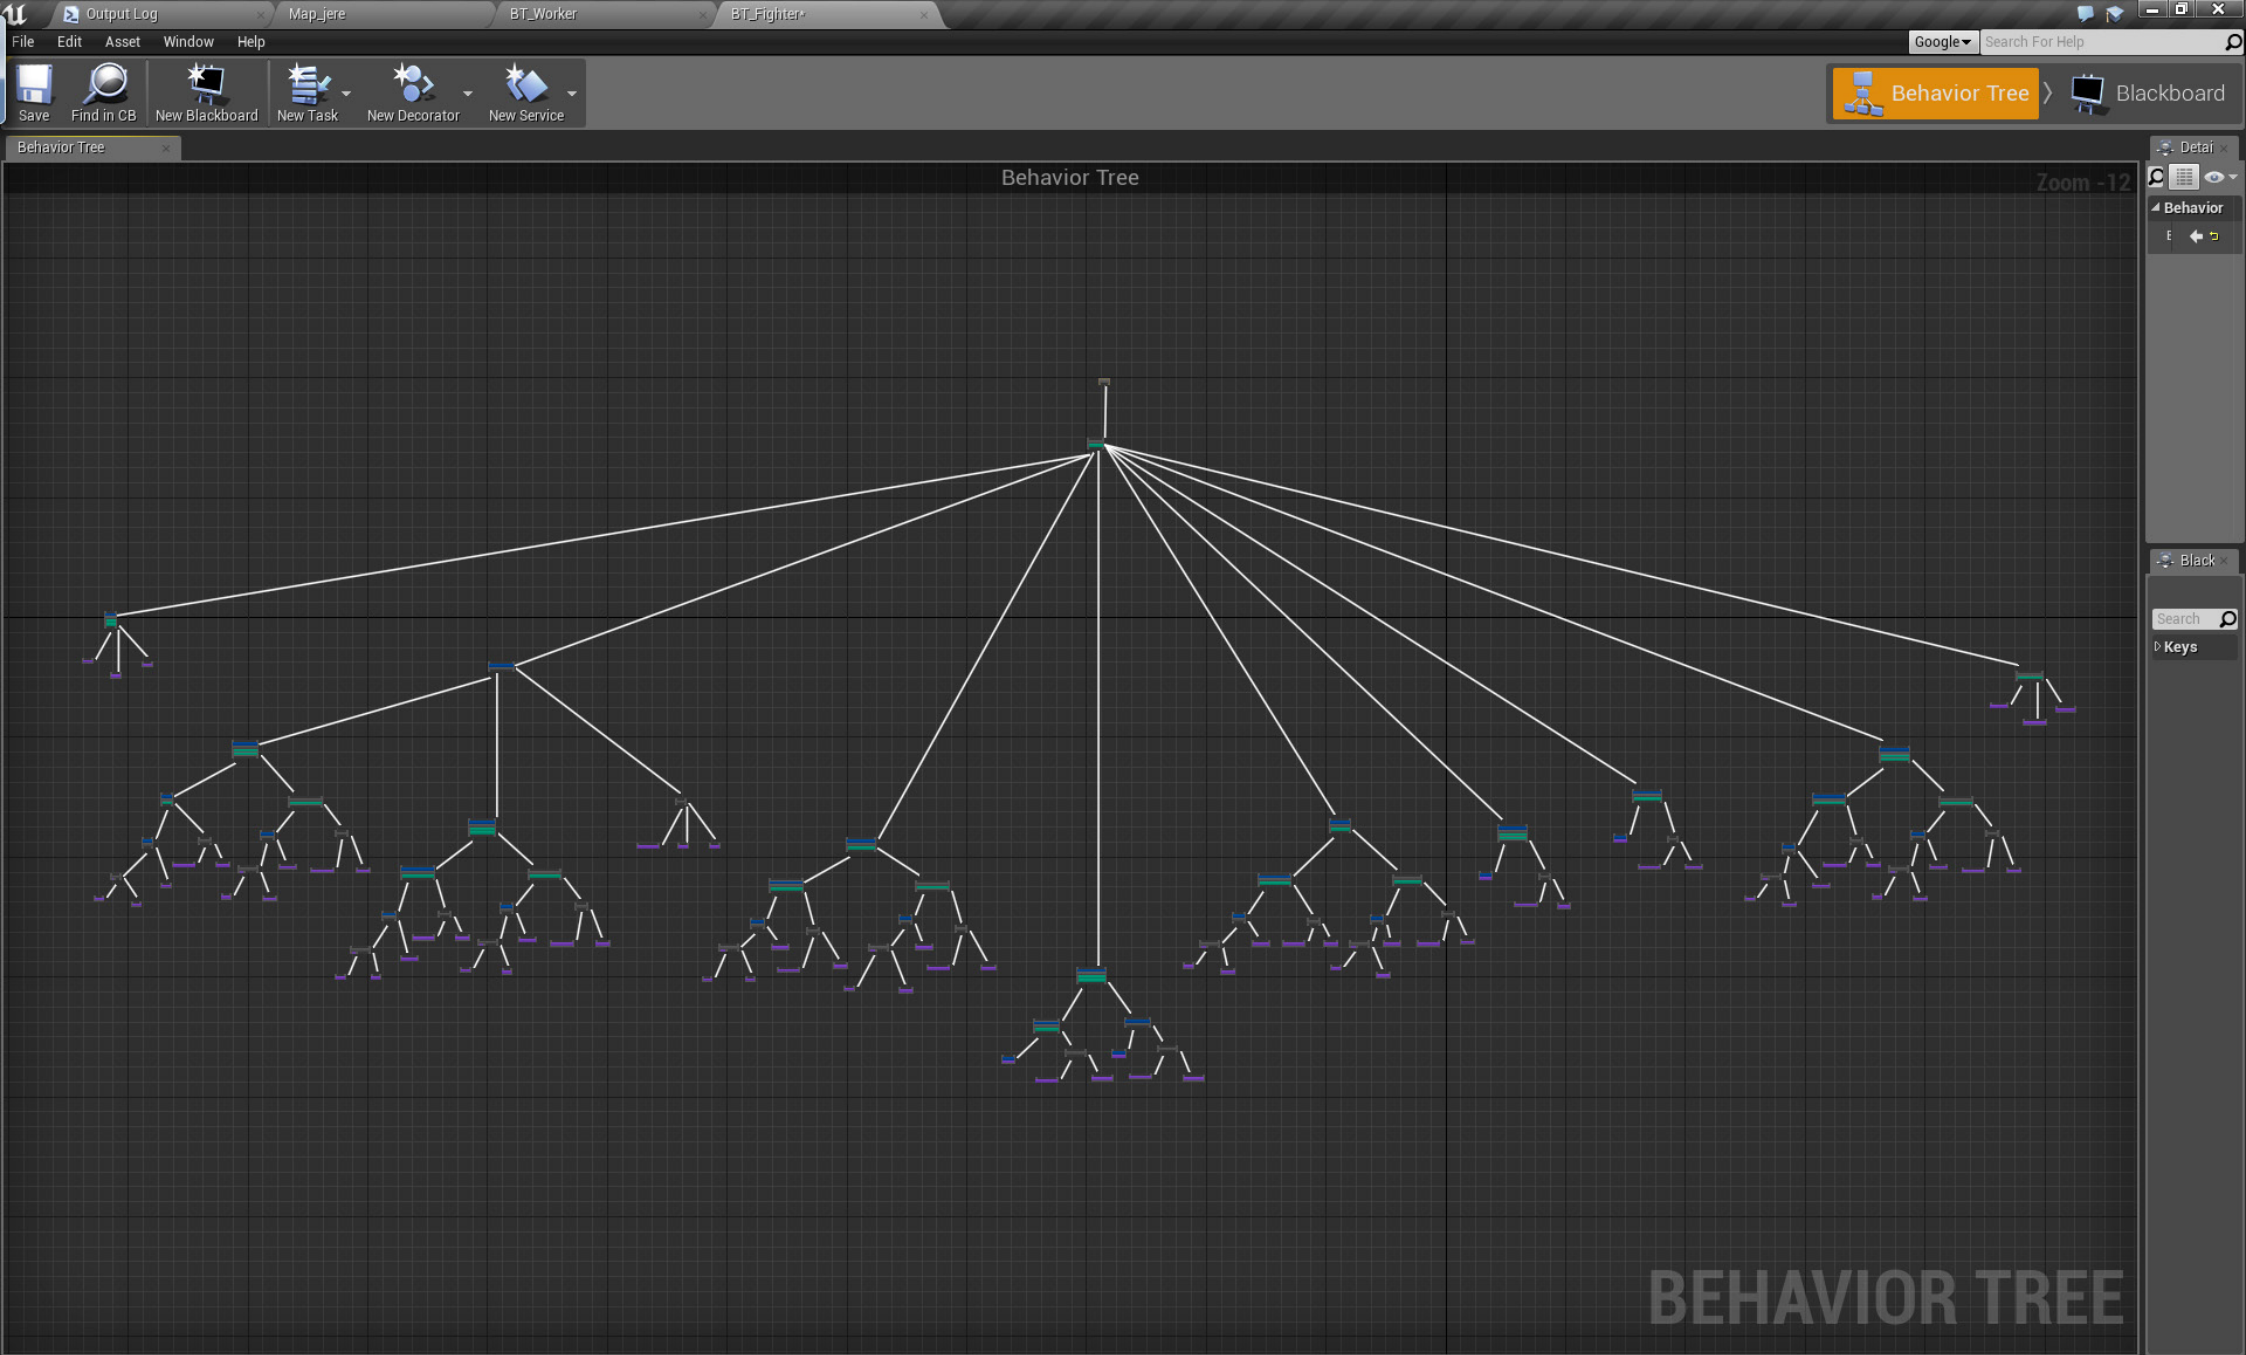 Output Log
Map_jere
BT_Worker
BT_Fighter*
File Edit Asset Window Help
Google
Search For Help
Save
Find in CB
New Blackboard
New Task
New Decorator
New Service
Behavior Tree
Blackboard
Behavior Tree
Detai
Behavior Tree
Zoom -12
Behavior
Black
Search
Keys
BEHAVIOR TREE